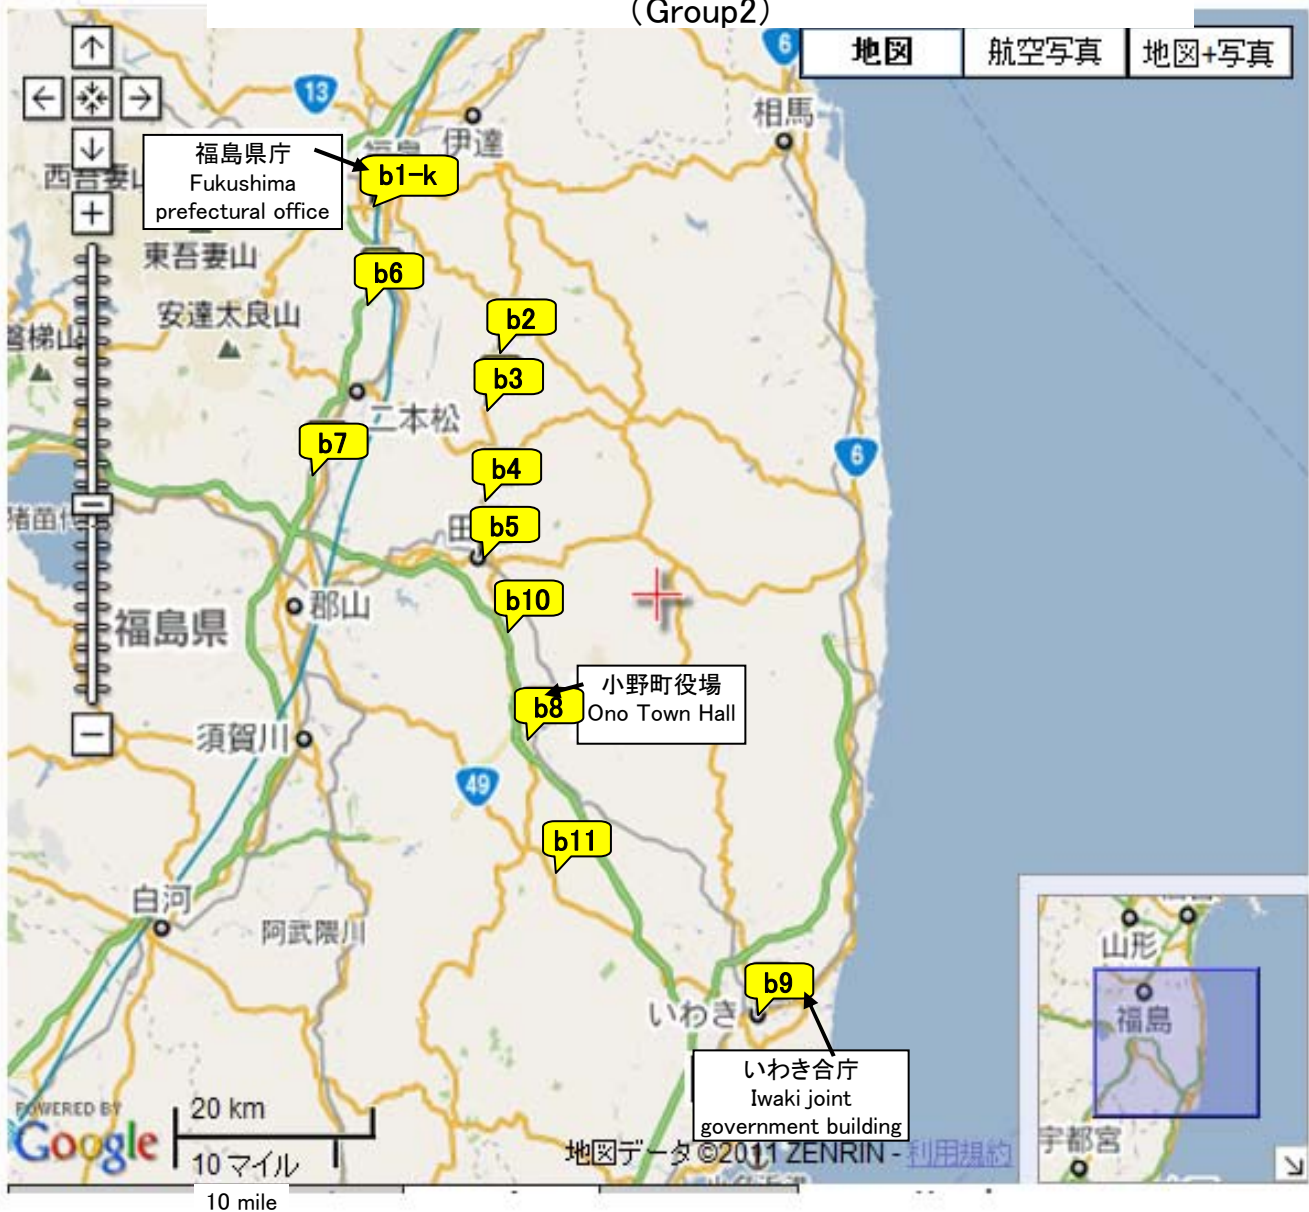 (Group2)
地図
航空写真
地図+写真
6
13
相馬
伊達
福島
福島県庁
Fukushima
prefectural office
b1-k
東吾妻山
b6
安達太良山
b2
磐梯山
b3
二本松
b7
b4
6
b5
b10
郡山
福島県
小野町役場
Ono Town Hall
b8
須賀川
49
b11
白河
阿武隈川
b9
いわき
いわき合庁
Iwaki joint
government building
山形
福島
宇都宮
20 km
POWERED BY
Google
10 マイル
10 mile
地図データ ©2011 ZENRIN - 利用規約